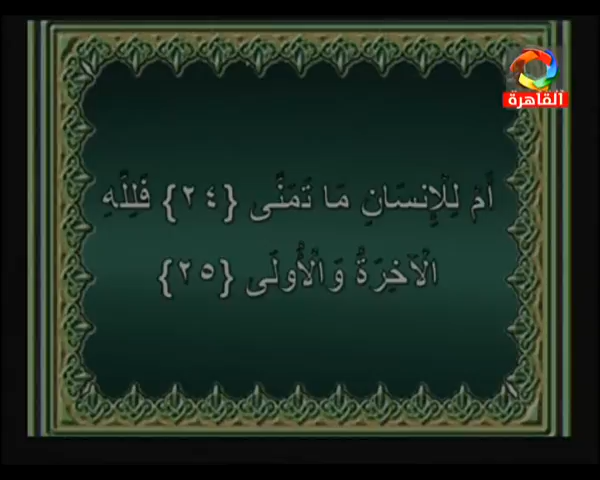 القاهرة
أَمْ لِلْإِنسَانِ مَا تَمَنَّى {٢٤} فَلِلَّهِ
الْآخِرَةُ وَالْأُولَى {٢٥}